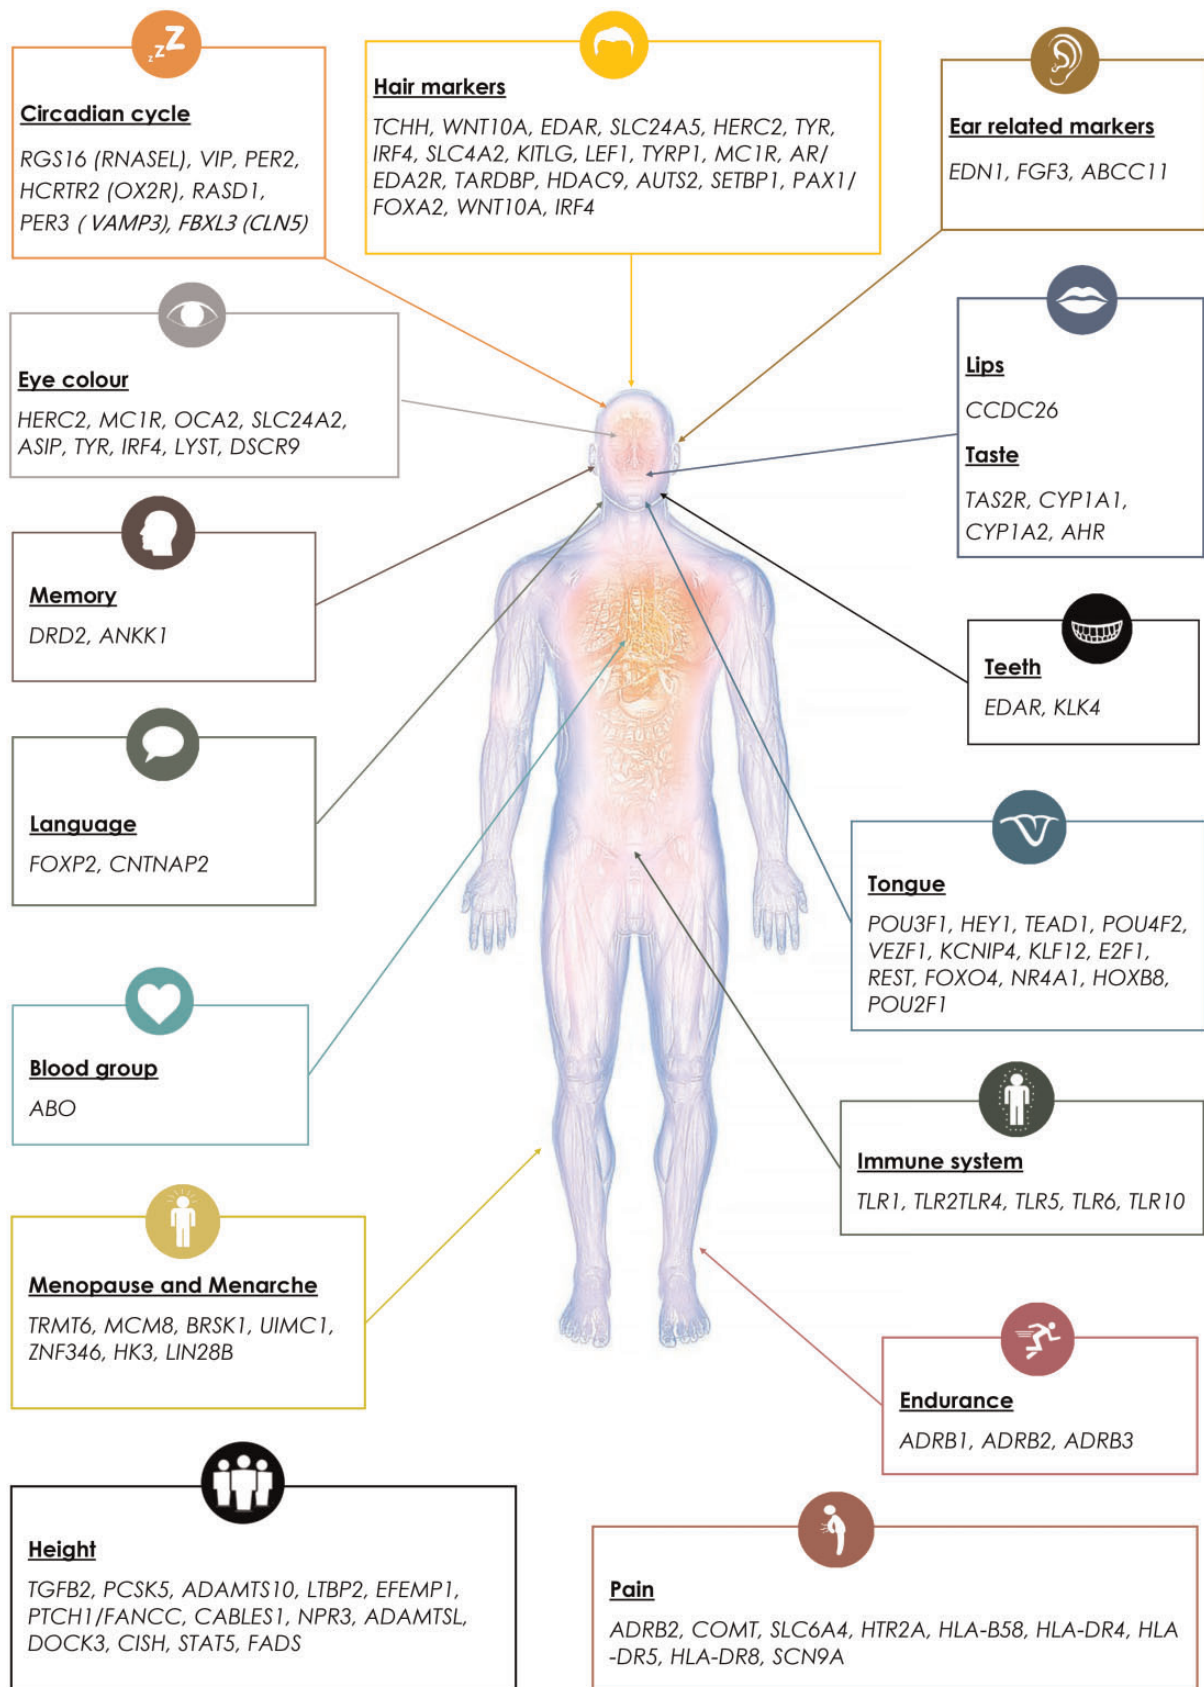 zzZ
Circadian cycle
RGS16 (RNASEL), VIP, PER2,
HCRTR2 (OX2R), RASD1,
PER3 ( VAMP3), FBXL3 (CLN5)
Hair markers
TCHH, WNT10A, EDAR, SLC24A5, HERC2, TYR,
IRF4, SLC4A2, KITLG, LEF1, TYRP1, MC1R, AR/
EDA2R, TARDBP, HDAC9, AUTS2, SETBP1, PAX1/
FOXA2, WNT10A, IRF4
Ear related markers
EDN1, FGF3, ABCC11
Eye colour
HERC2, MC1R, OCA2, SLC24A2,
ASIP, TYR, IRF4, LYST, DSCR9
Lips
CCDC26
Taste
TAS2R, CYP1A1,
CYP1A2, AHR
Memory
DRD2, ANKK1
Teeth
EDAR, KLK4
Language
FOXP2, CNTNAP2
Tongue
POU3F1, HEY1, TEAD1, POU4F2,
VEZF1, KCNIP4, KLF12, E2F1,
REST, FOXO4, NR4A1, HOXB8,
POU2F1
Blood group
ABO
Immune system
TLR1, TLR2TLR4, TLR5, TLR6, TLR10
Menopause and Menarche
TRMT6, MCM8, BRSK1, UIMC1,
ZNF346, HK3, LIN28B
Endurance
ADRB1, ADRB2, ADRB3
Height
TGFB2, PCSK5, ADAMTS10, LTBP2, EFEMP1,
PTCH1/FANCC, CABLES1, NPR3, ADAMTSL,
DOCK3, CISH, STAT5, FADS
Pain
ADRB2, COMT, SLC6A4, HTR2A, HLA-B58, HLA-DR4, HLA
-DR5, HLA-DR8, SCN9A